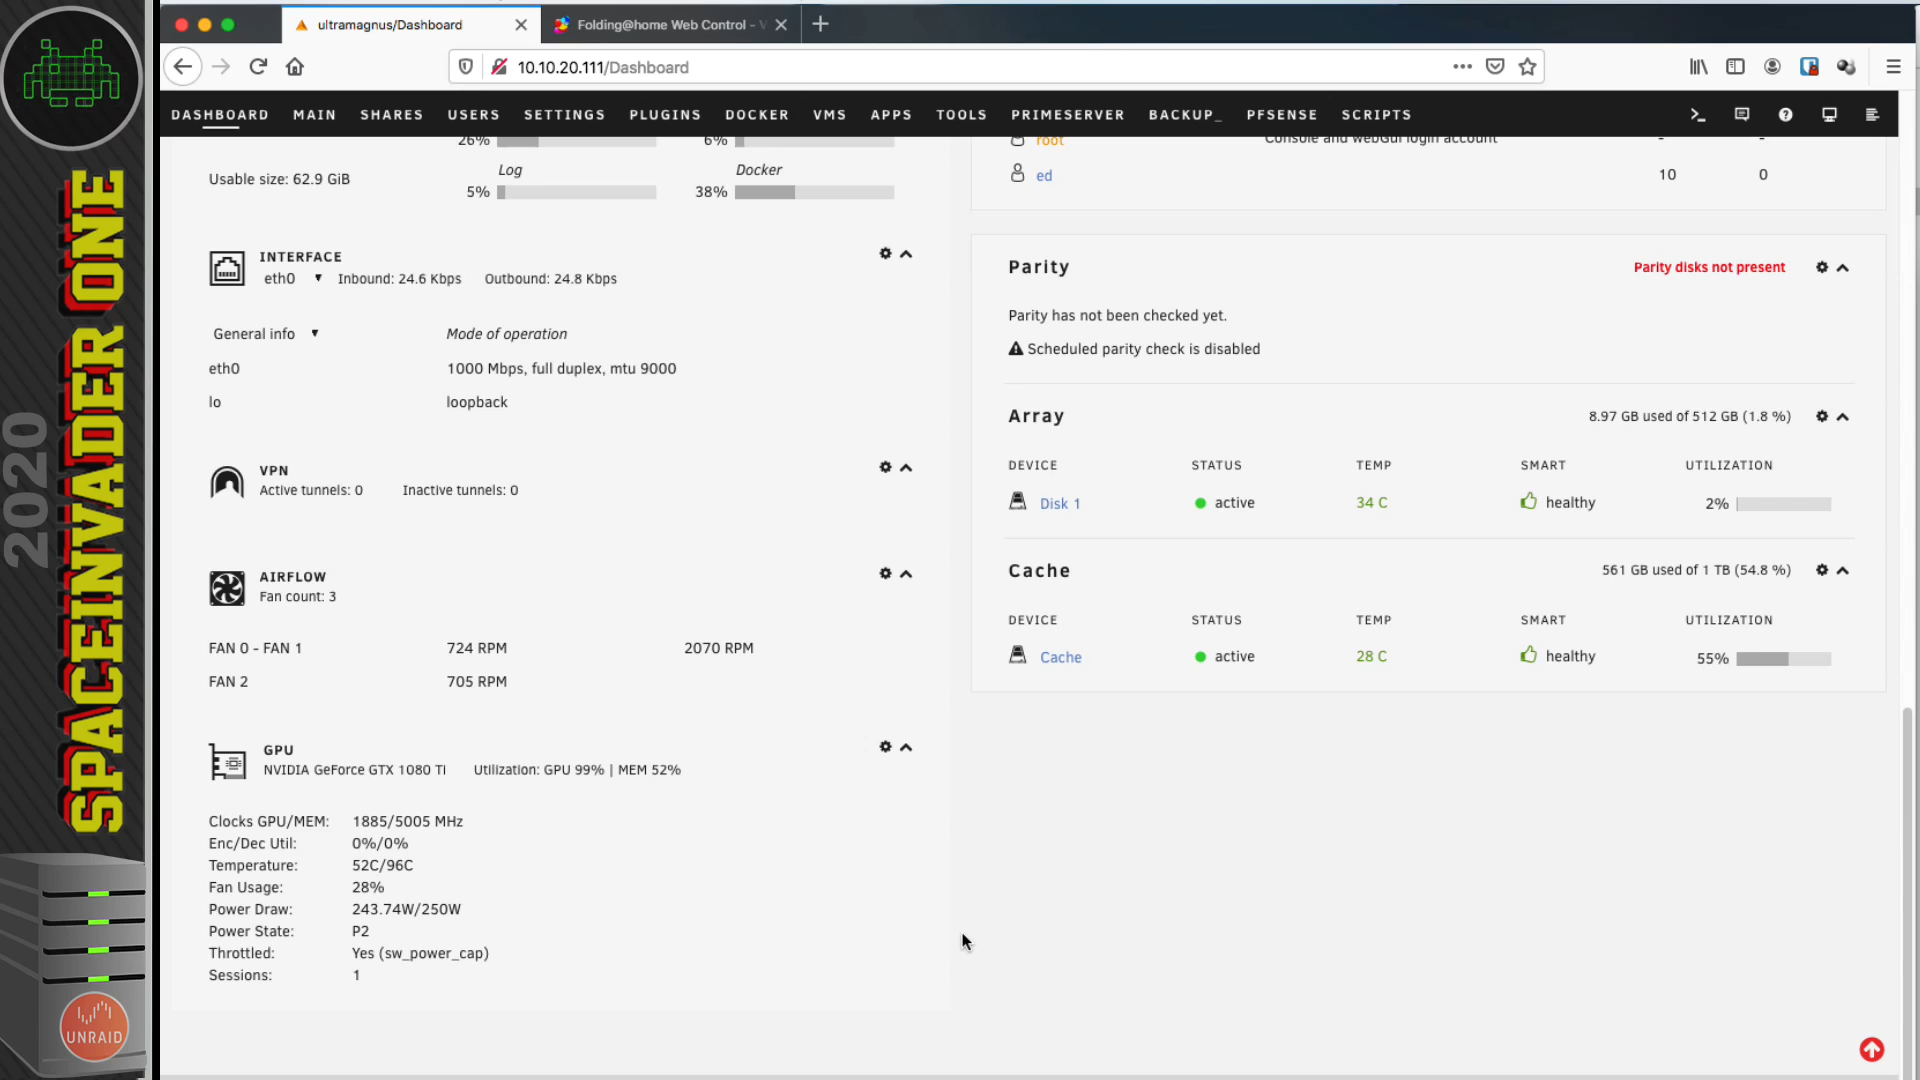 ultramagnus/Dashboard
Folding@home Web Control -
10.10.20.111/Dashboard
DASHBOARD MAIN SHARES USERS SETTINGS PLUGINS DOCKER VMS APPS TOOLS PRIMESERVER BACKUP_ PFSENSE SCRIPTS
26% 6%
Usable size: 62.9 GiB
Log Docker
5% 38%
root Console and webGui login account - -
ed 10 0
INTERFACE
eth0 Inbound: 24.6 Kbps Outbound: 24.8 Kbps
General info Mode of operation
eth0 1000 Mbps, full duplex, mtu 9000
lo loopback
VPN
Active tunnels: 0 Inactive tunnels: 0
AIRFLOW
Fan count: 3
FAN 0 - FAN 1 724 RPM 2070 RPM
FAN 2 705 RPM
GPU
NVIDIA GeForce GTX 1080 TI Utilization: GPU 99% | MEM 52%
Clocks GPU/MEM: 1885/5005 MHz
Enc/Dec Util: 0%/0%
Temperature: 52C/96C
Fan Usage: 28%
Power Draw: 243.74W/250W
Power State: P2
Throttled: Yes (sw_power_cap)
Sessions: 1
Parity Parity disks not present
Parity has not been checked yet.
Scheduled parity check is disabled
Array 8.97 GB used of 512 GB (1.8 %)
DEVICE STATUS TEMP SMART UTILIZATION
Disk 1 active 34 C healthy 2%
Cache 561 GB used of 1 TB (54.8 %)
DEVICE STATUS TEMP SMART UTILIZATION
Cache active 28 C healthy 55%
SPACEINVADER ONE
2020
UNRAID